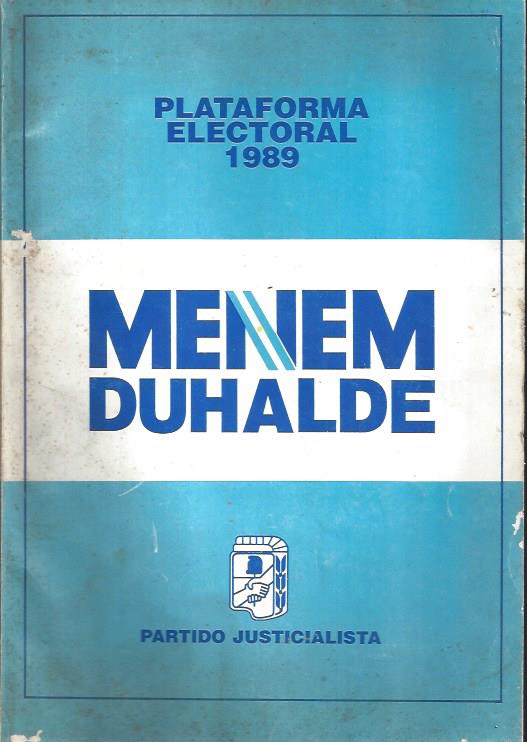 PLATAFORMA
ELECTORAL
1989
MENEM
DUHALDE
PARTIDO JUSTICIALISTA